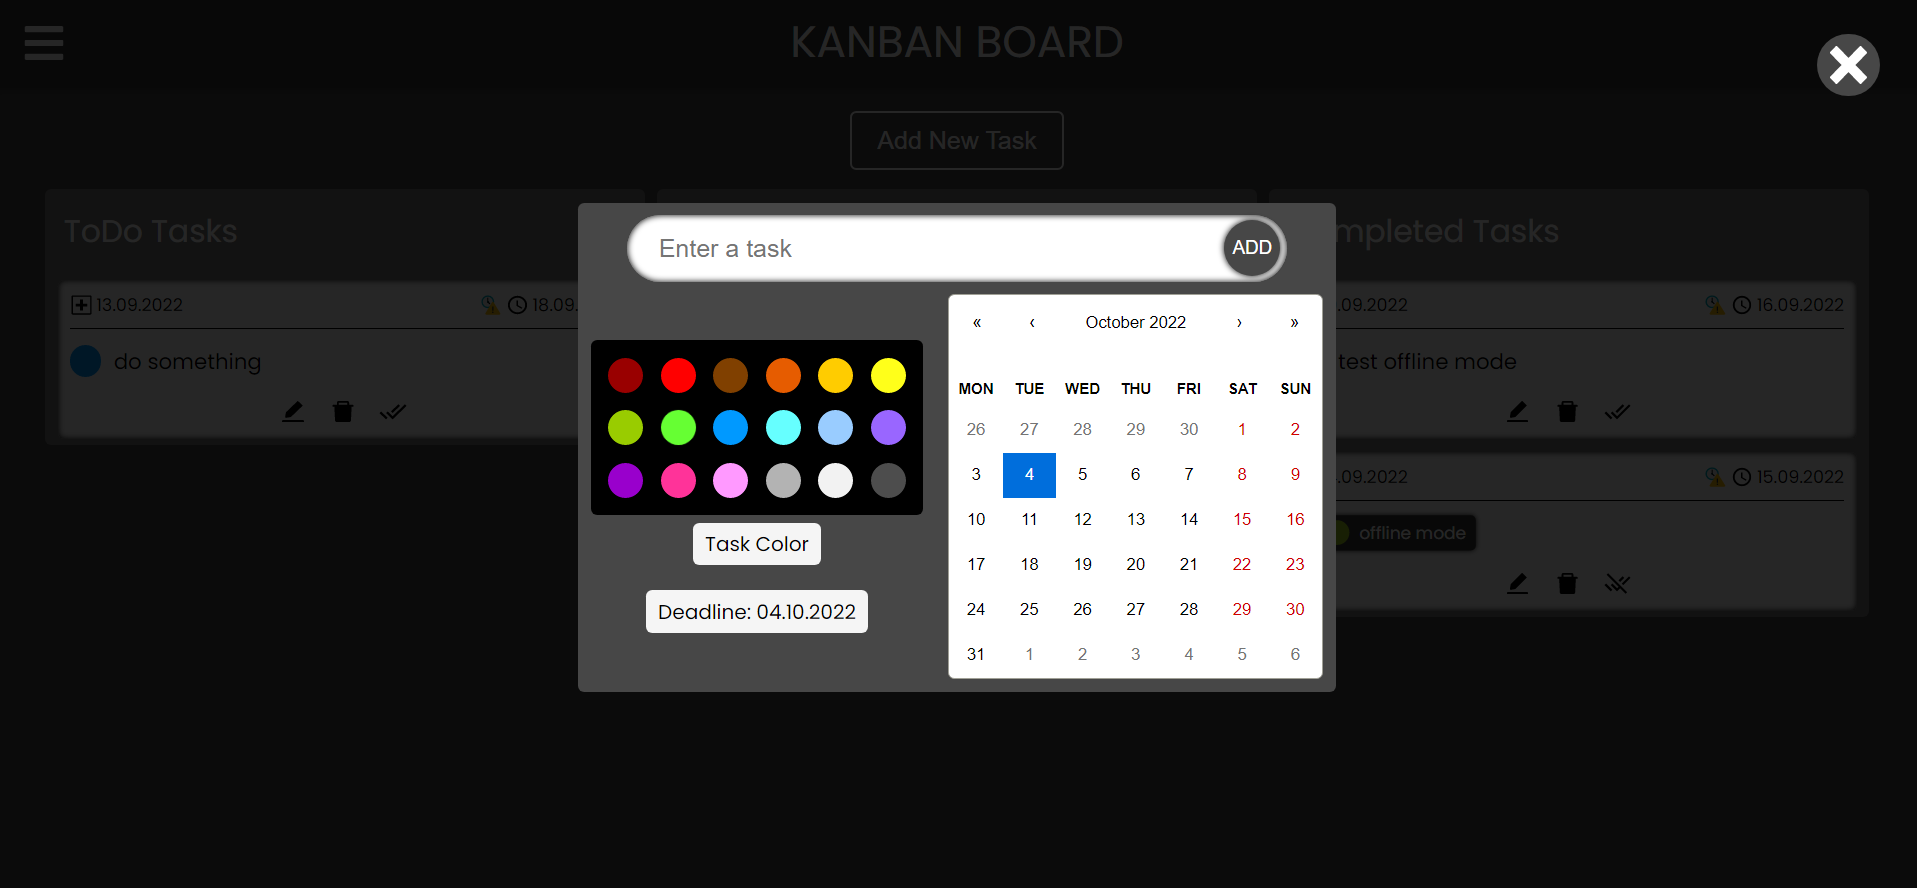 KANBAN BOARD
Add New Task
ToDo Tasks
13.09.2022
18.09.
do something
mpleted Tasks
.09.2022
16.09.2022
test offline mode
.09.2022
15.09.2022
offline mode
Enter a task
ADD
Task Color
Deadline: 04.10.2022
« ‹ October 2022 › »
MON TUE WED THU FRI SAT SUN
26 27 28 29 30 1 2
3 4 5 6 7 8 9
10 11 12 13 14 15 16
17 18 19 20 21 22 23
24 25 26 27 28 29 30
31 1 2 3 4 5 6